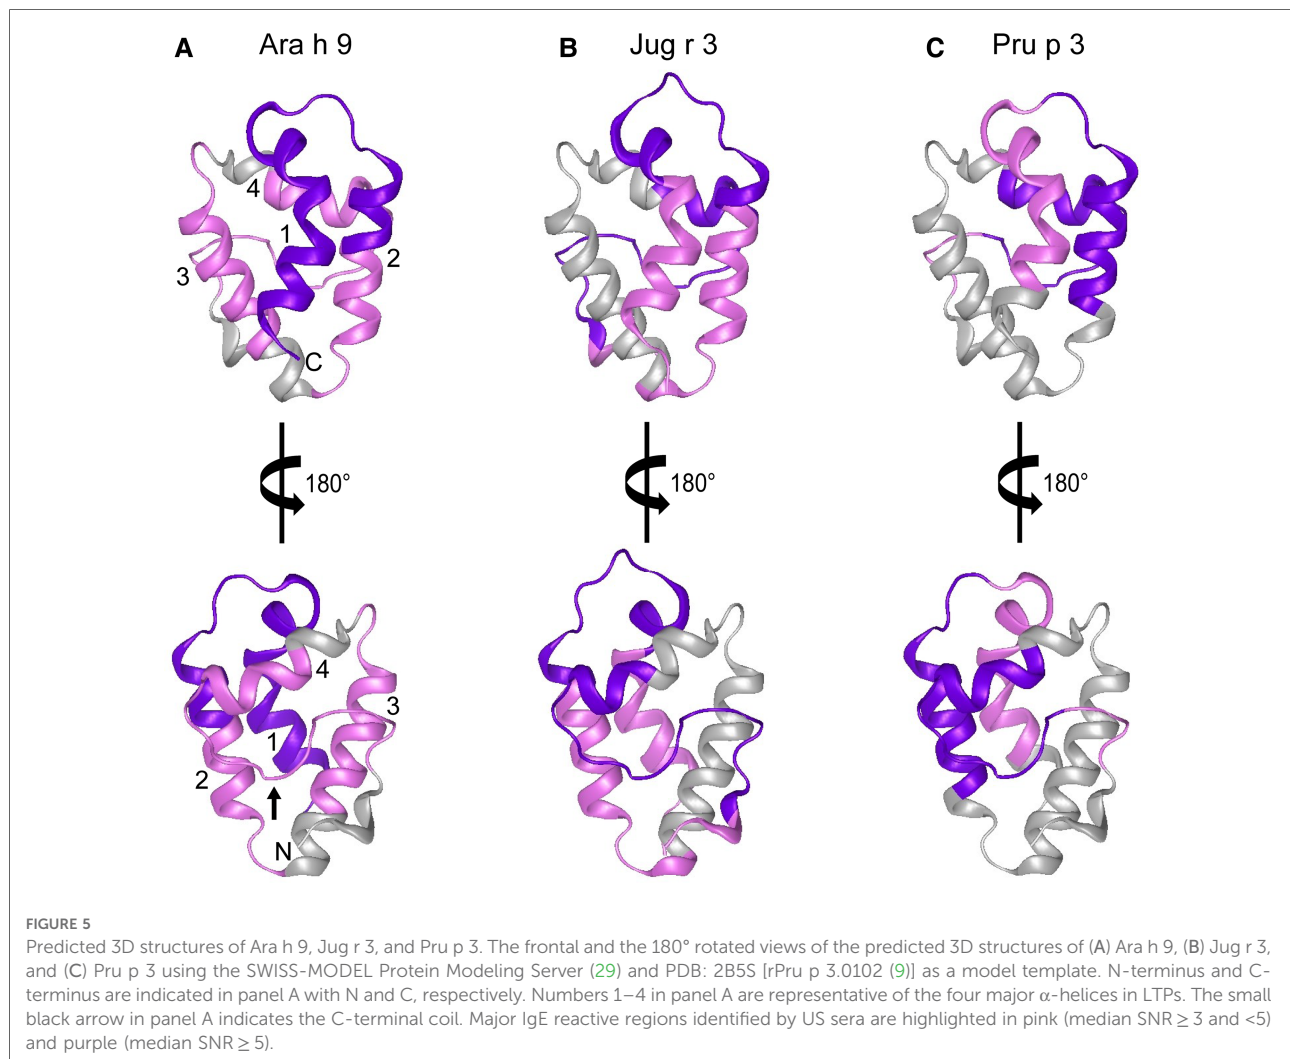 A Ara h 9 B Jug r 3 C Pru p 3
4
1
2
3
C
180° 180° 180°
4
3
1
2
N
FIGURE 5
Predicted 3D structures of Ara h 9, Jug r 3, and Pru p 3. The frontal and the 180° rotated views of the predicted 3D structures of (A) Ara h 9, (B) Jug r 3,
and (C) Pru p 3 using the SWISS-MODEL Protein Modeling Server (29) and PDB: 2B5S [rPru p 3.0102 (9)] as a model template. N-terminus and C-
terminus are indicated in panel A with N and C, respectively. Numbers 1–4 in panel A are representative of the four major α-helices in LTPs. The small
black arrow in panel A indicates the C-terminal coil. Major IgE reactive regions identified by US sera are highlighted in pink (median SNR ≥ 3 and <5)
and purple (median SNR ≥ 5).